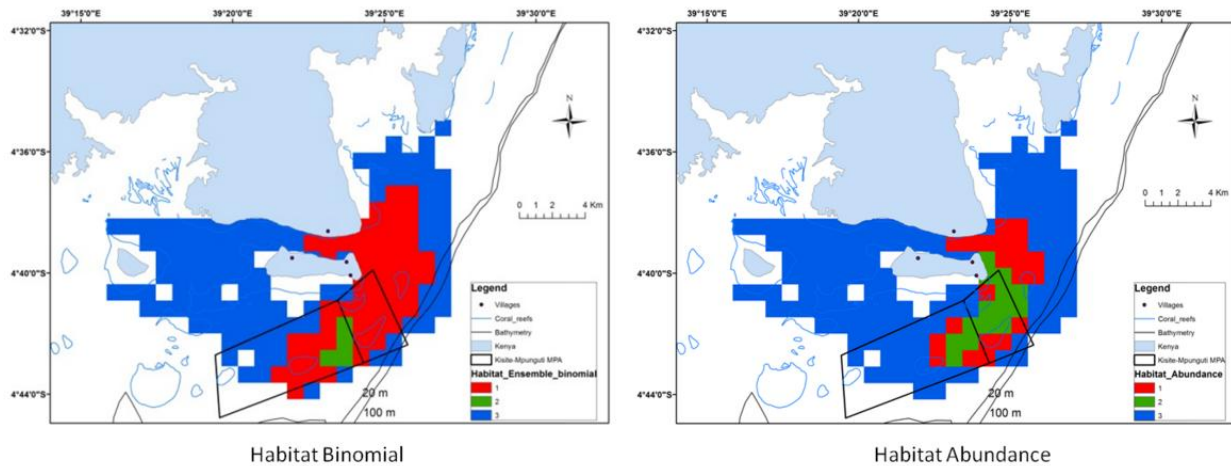 39°15'0"E 39°20'0"E 39°25'0"E 39°30'0"E
4°32'0"S
4°36'0"S
4°40'0"S
4°44'0"S
N
0 1 2 4 Km
Legend
Villages
Coral_reefs
Bathymetry
Kenya
Kisite-Mpunguti MPA
Habitat_Ensemble_binomial
1
2
3
20 m
100 m
Habitat Binomial
39°15'0"E 39°20'0"E 39°25'0"E 39°30'0"E
4°32'0"S
4°36'0"S
4°40'0"S
4°44'0"S
N
0 1 2 4 Km
Legend
Villages
Coral_reefs
Bathymetry
Kenya
Kisite-Mpunguti MPA
Habitat_Abundance
1
2
3
20 m
100 m
Habitat Abundance